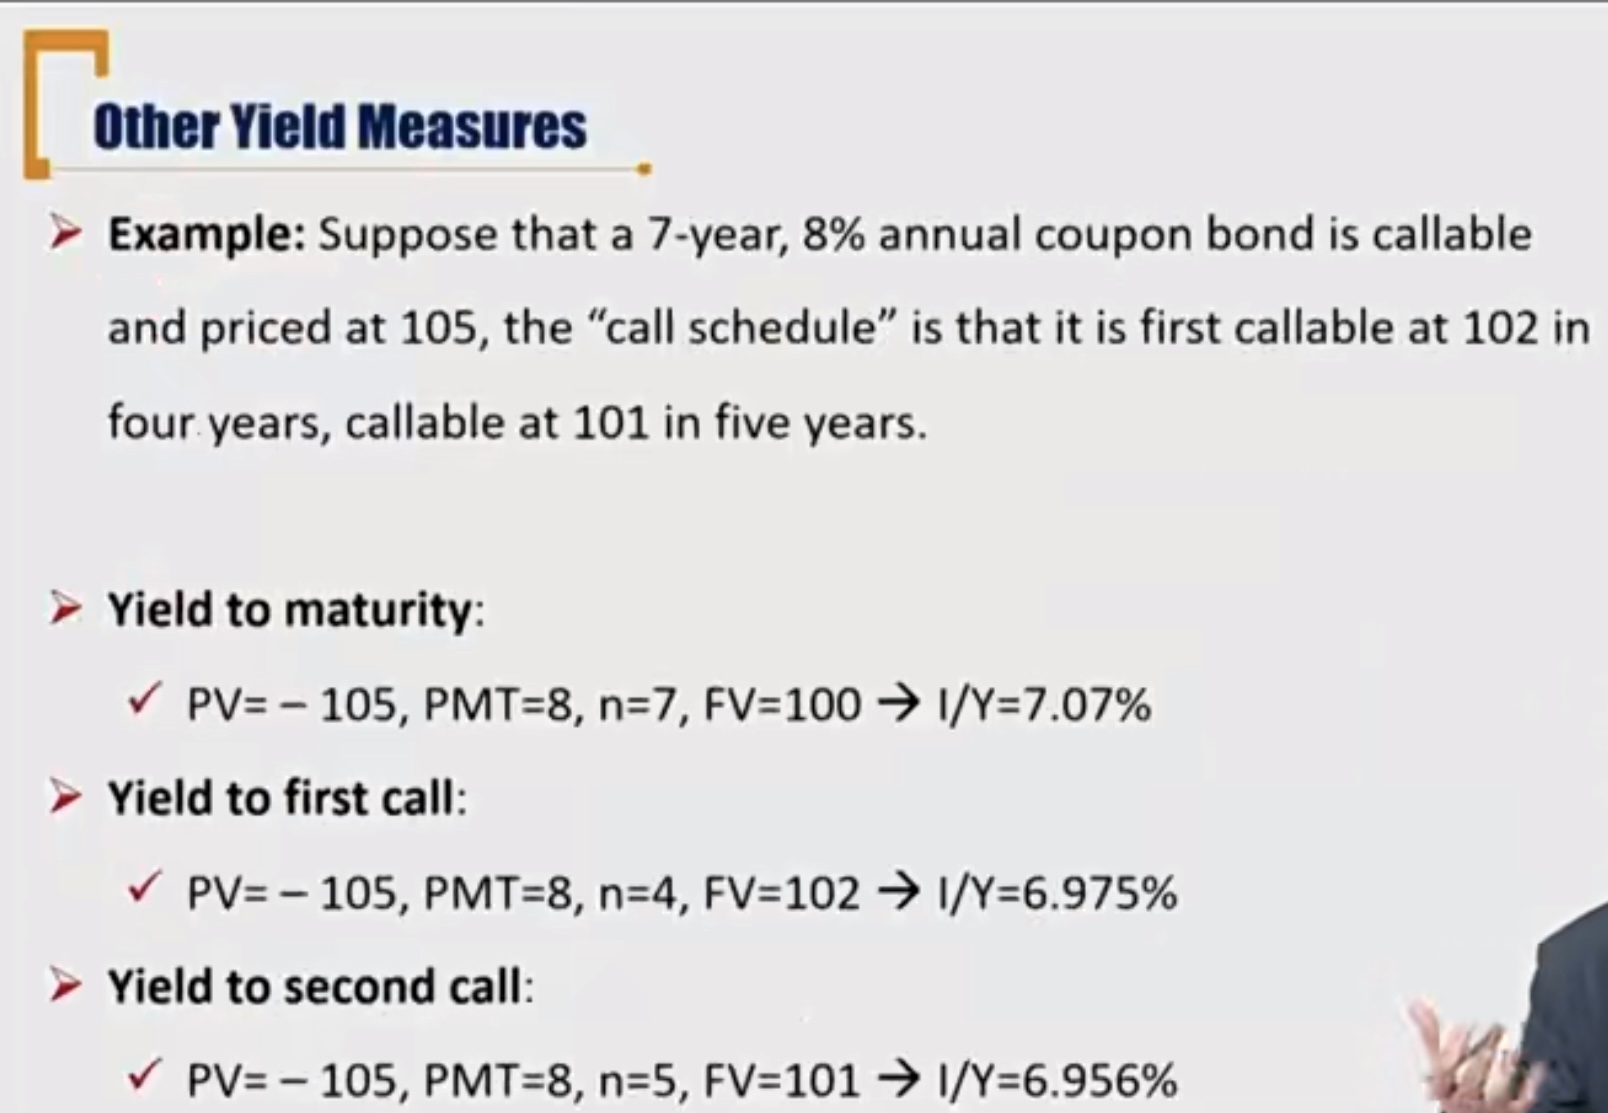 Other Yield Measures
➢ Example: Suppose that a 7-year, 8% annual coupon bond is callable
and priced at 105, the “call schedule” is that it is first callable at 102 in
four years, callable at 101 in five years.
➢ Yield to maturity:
✓ PV= – 105, PMT=8, n=7, FV=100 → I/Y=7.07%
➢ Yield to first call:
✓ PV= – 105, PMT=8, n=4, FV=102 → I/Y=6.975%
➢ Yield to second call:
✓ PV= – 105, PMT=8, n=5, FV=101 → I/Y=6.956%